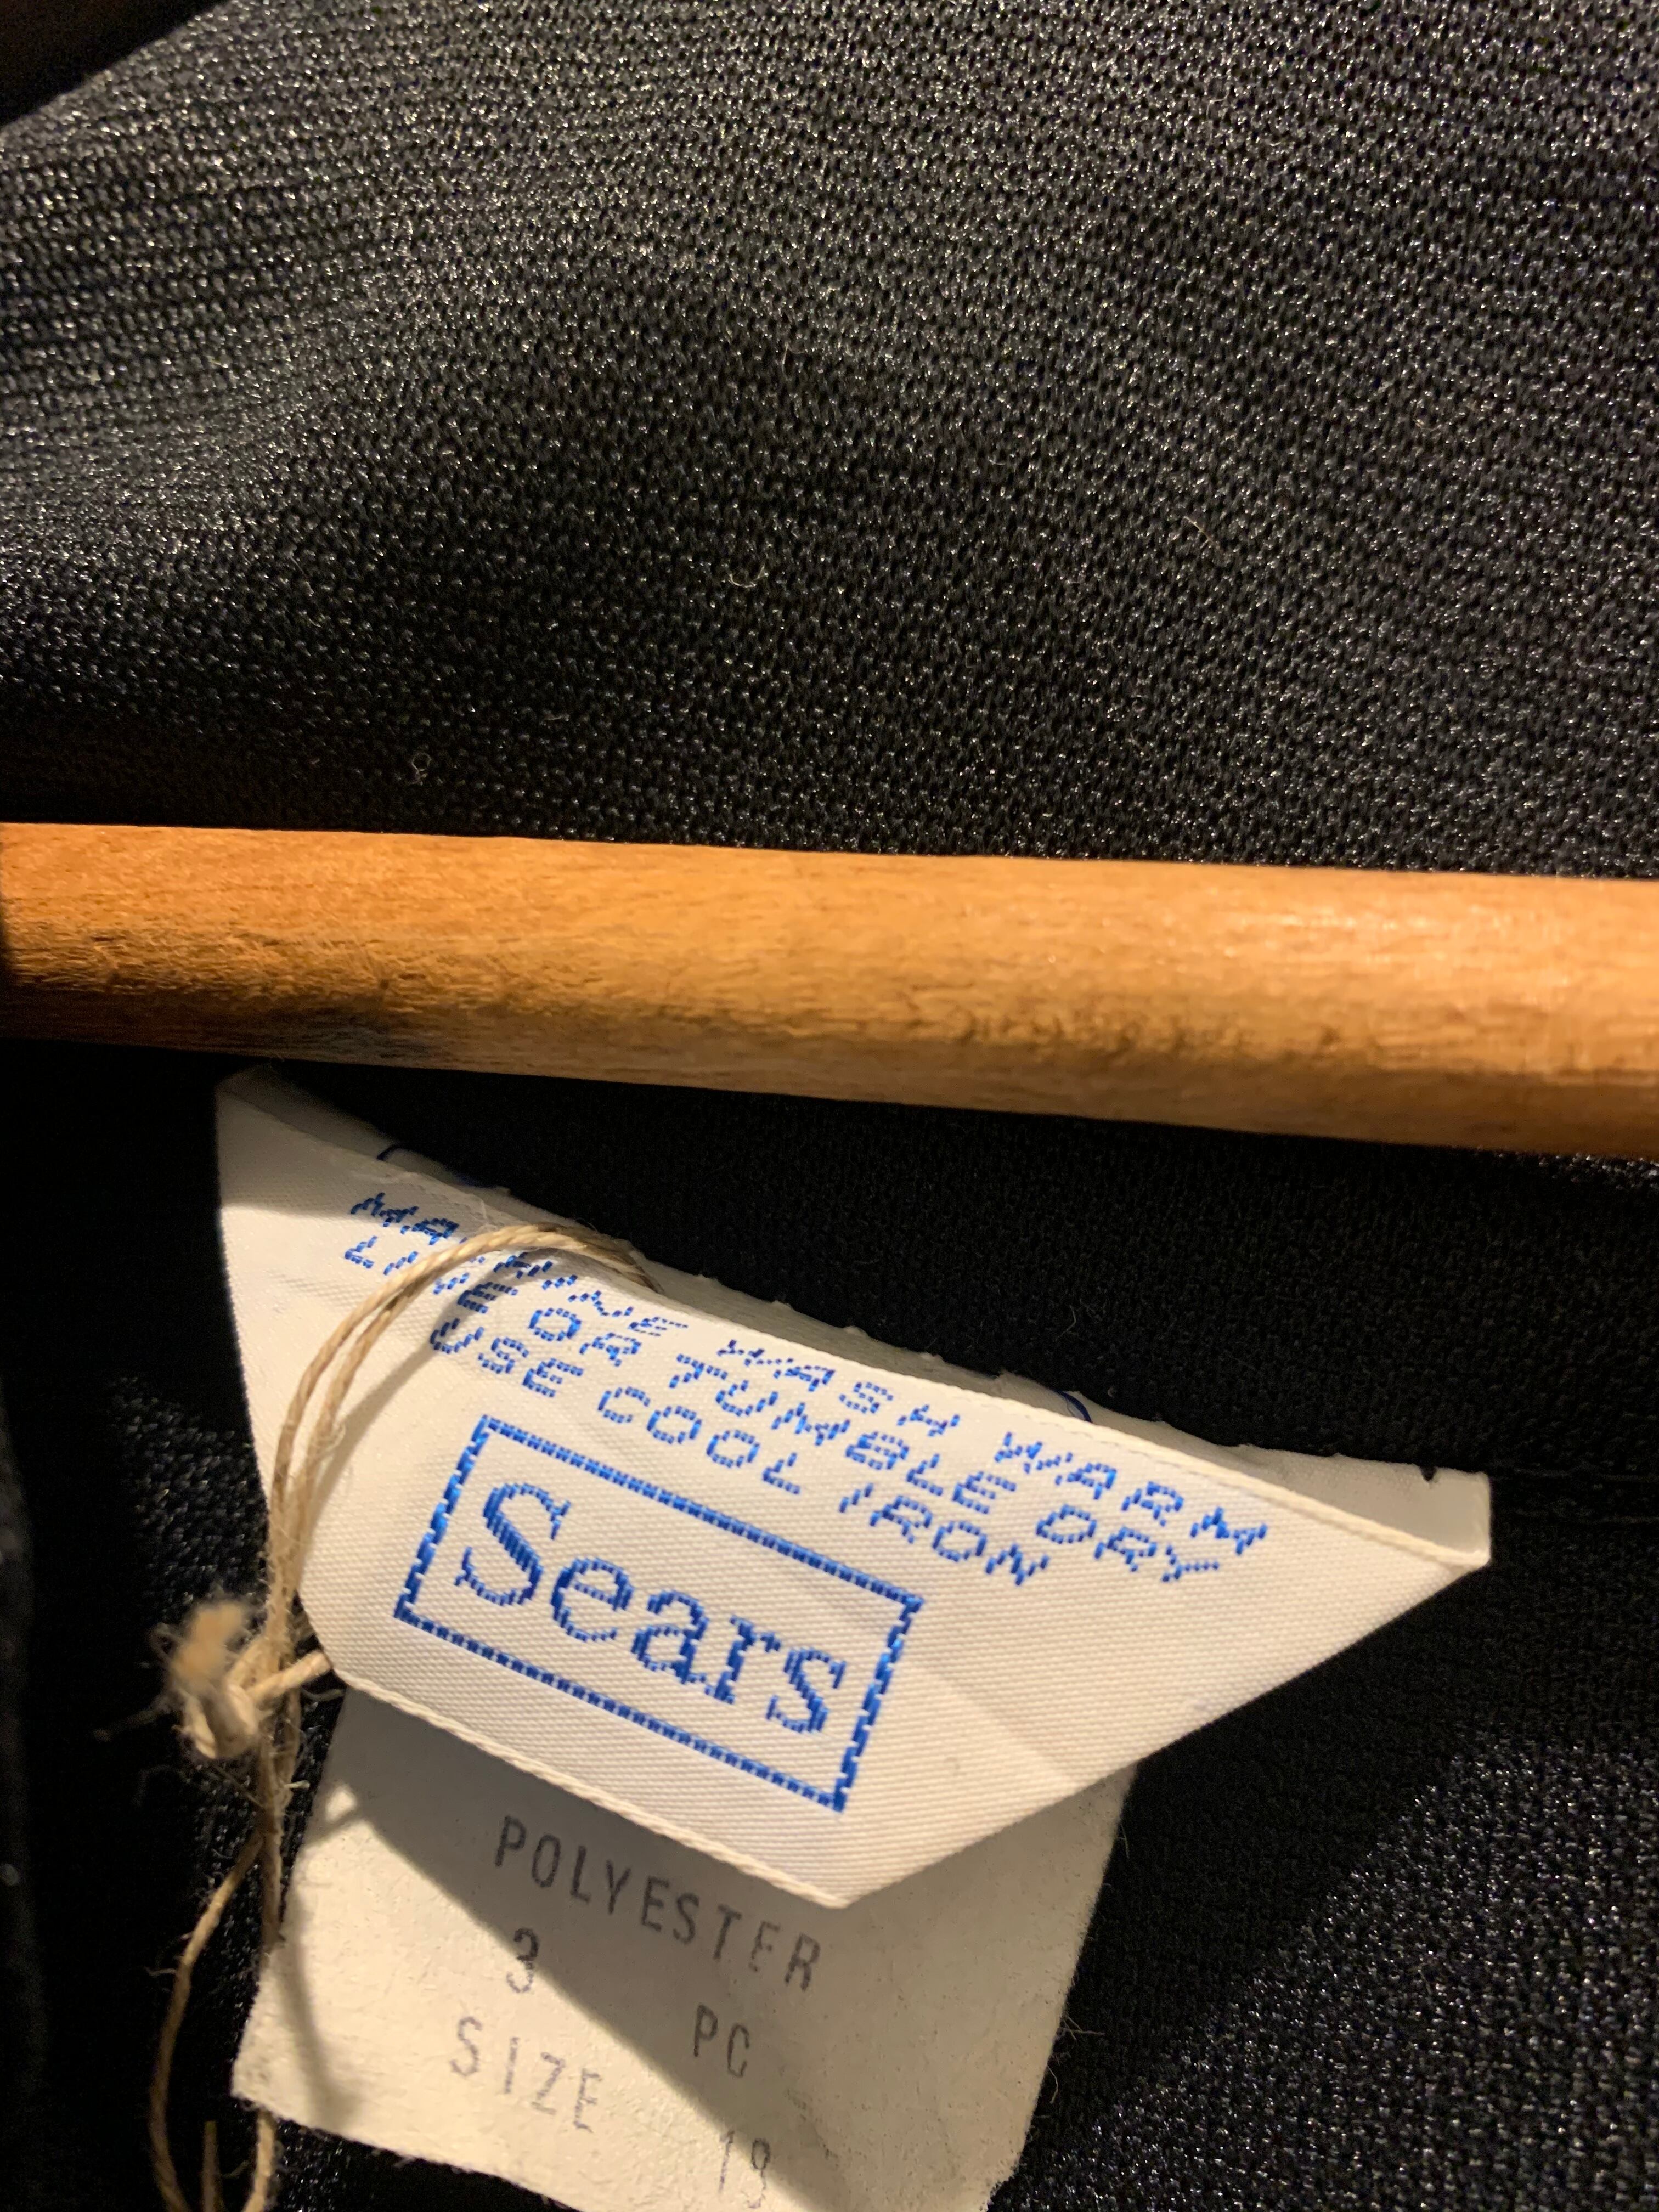 MACHINE WASH WARM
LINE OR TUMBLE DRY
USE COOL IRON
Sears
POLYESTER
3 PC
SIZE